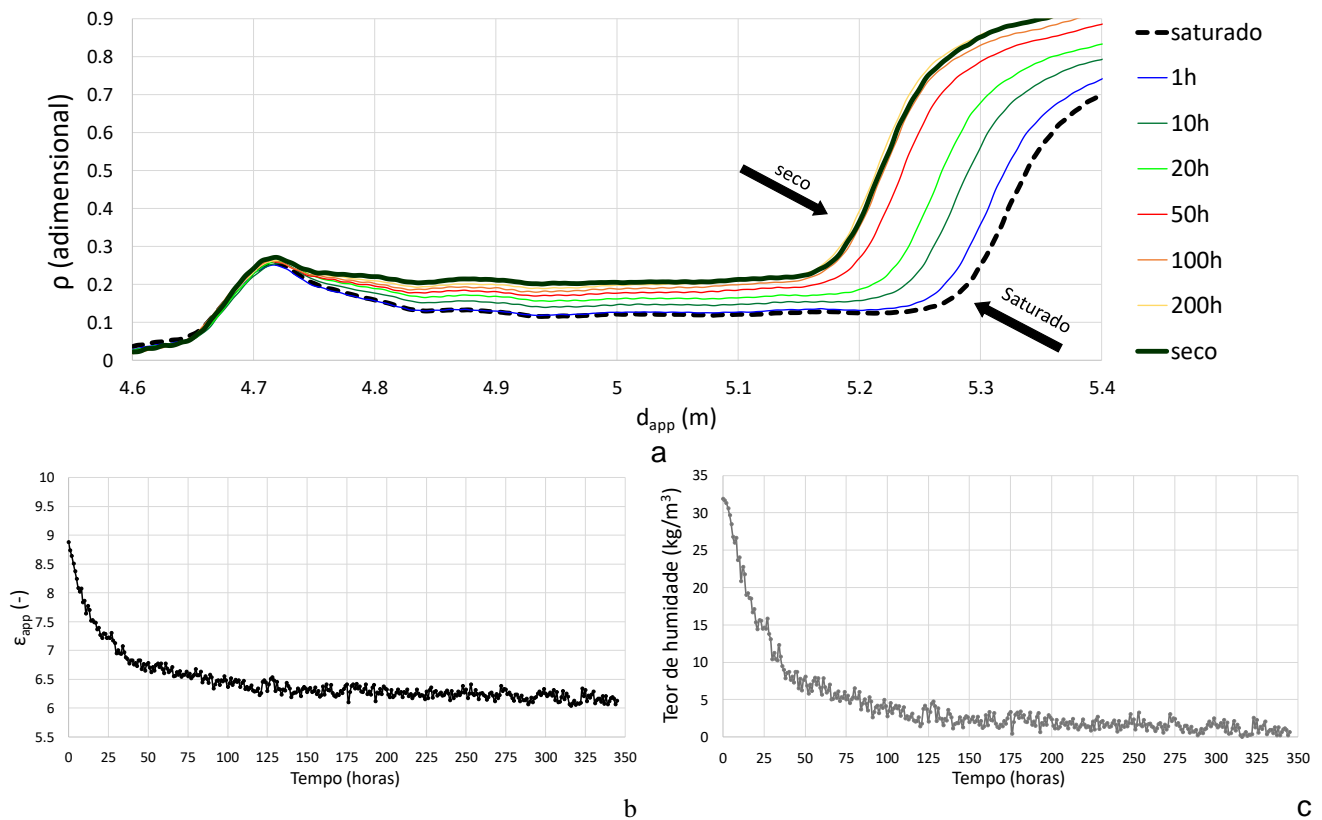 ρ (adimensional)
0.9
0.8
0.7
0.6
0.5
0.4
0.3
0.2
0.1
0
4.6 4.7 4.8 4.9 5 5.1 5.2 5.3 5.4
d_app (m)
seco
Saturado
saturado
1h
10h
20h
50h
100h
200h
seco
a
ε_app (-)
10
9.5
9
8.5
8
7.5
7
6.5
6
5.5
0 25 50 75 100 125 150 175 200 225 250 275 300 325 350
Tempo (horas)
b
Teor de humidade (kg/m³)
35
30
25
20
15
10
5
0
0 25 50 75 100 125 150 175 200 225 250 275 300 325 350
Tempo (horas)
c